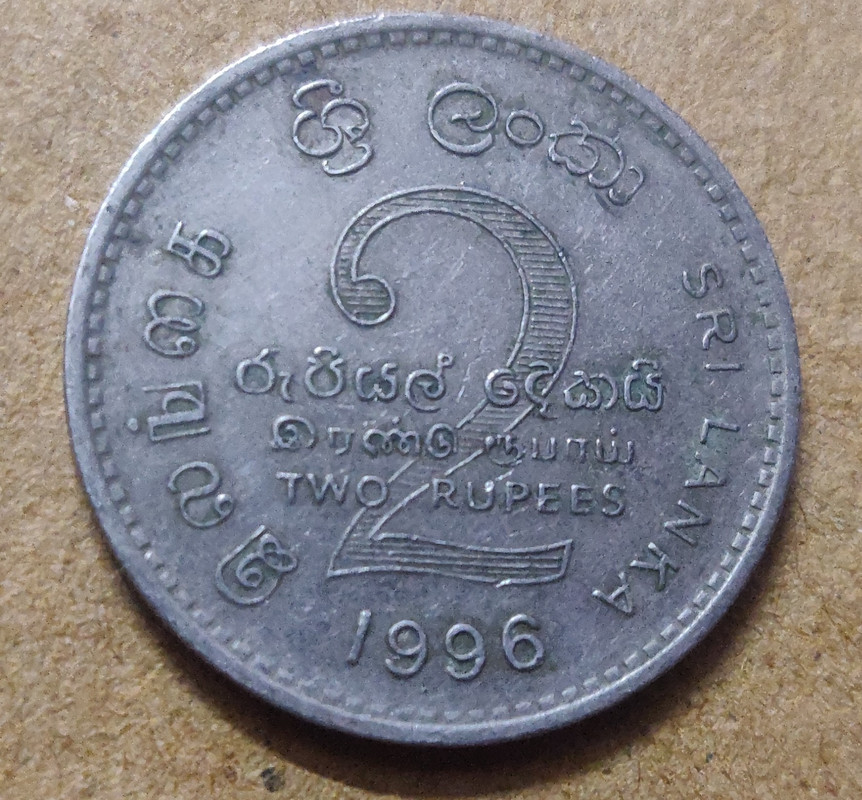 ශ්‍රී ලංකා
இலங்கை
SRI LANKA
2
රුපියල් දෙකයි
இரண்டு ரூபாய்
TWO RUPEES
1996